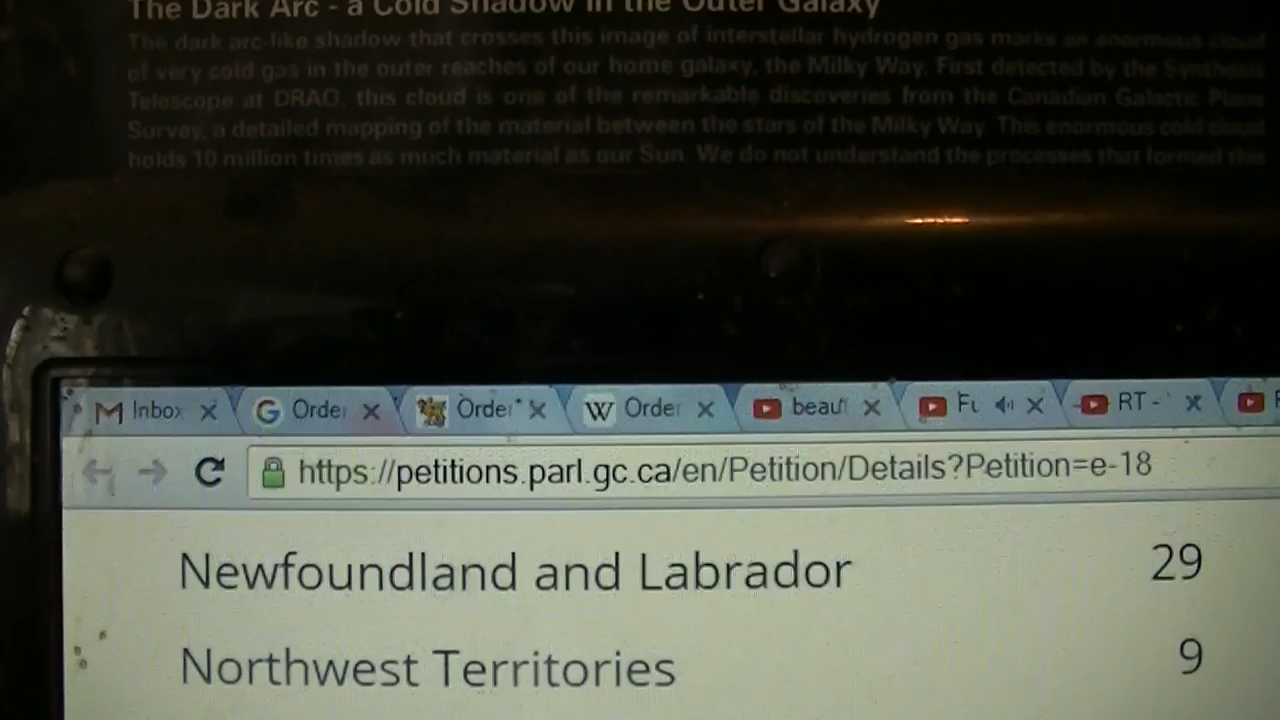 The Dark Arc - a Cold Shadow in the Outer Galaxy
The dark arc-like shadow that crosses this image of interstellar hydrogen gas marks an enormous cloud
of very cold gas in the outer reaches of our home galaxy, the Milky Way. First detected by the Synthesis
Telescope at DRAO, this cloud is one of the remarkable discoveries from the Canadian Galactic Plane
Survey, a detailed mapping of the material between the stars of the Milky Way. This enormous cold cloud
holds 10 million times as much material as our Sun. We do not understand the processes that formed this
Inbox Order Order Order beaut Fu RT -
https://petitions.parl.gc.ca/en/Petition/Details?Petition=e-18
Newfoundland and Labrador 29
Northwest Territories 9